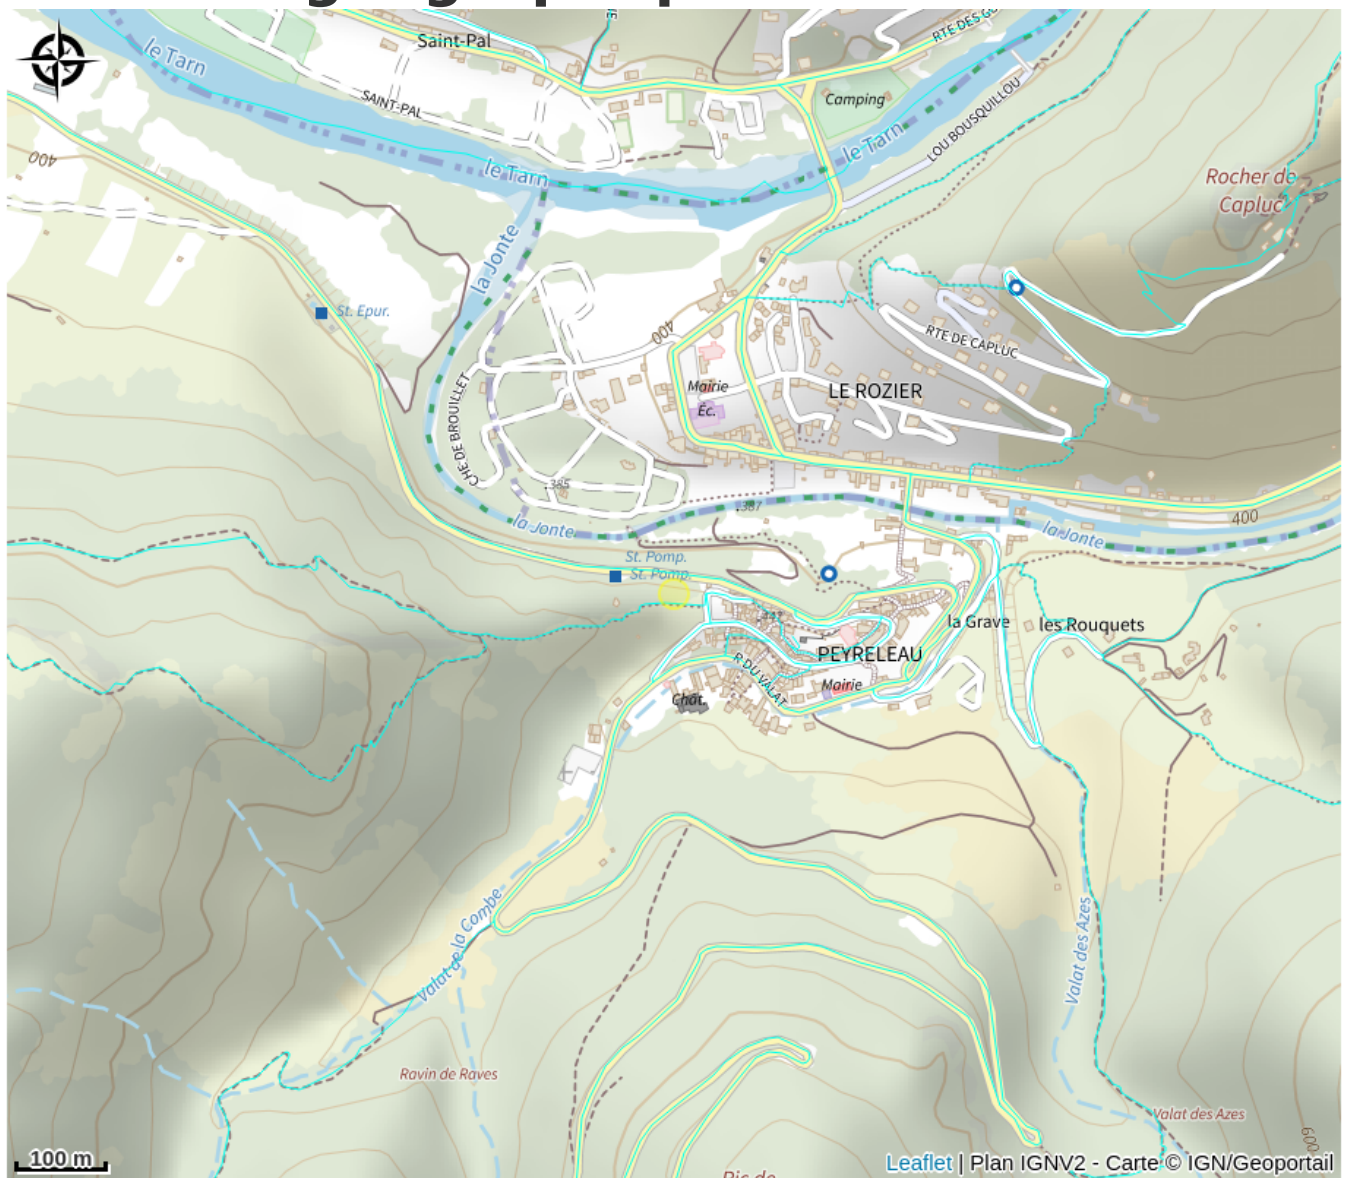 Saint-Pal
RTE DES GO
le Tarn
SAINT-PAL
Camping
LOU BOUSQUILLOU
le Tarn
le Tarn
400
Rocher de
Capluc
la Jonte
St. Epur.
400
RTE DE CAPLUC
Mairie
LE ROZIER
Éc.
CHE DE BROUILLET
385
387
400
la Jonte
la Jonte
St. Pomp.
St. Pomp.
la Grave
les Rouquets
PEYRELEAU
R DU VALAT
Mairie
Chât.
Valat de la Combe
Valat des Azes
Ravin de Raves
Valat des Azes
600
100 m
Leaflet | Plan IGNV2 - Carte © IGN/Geoportail